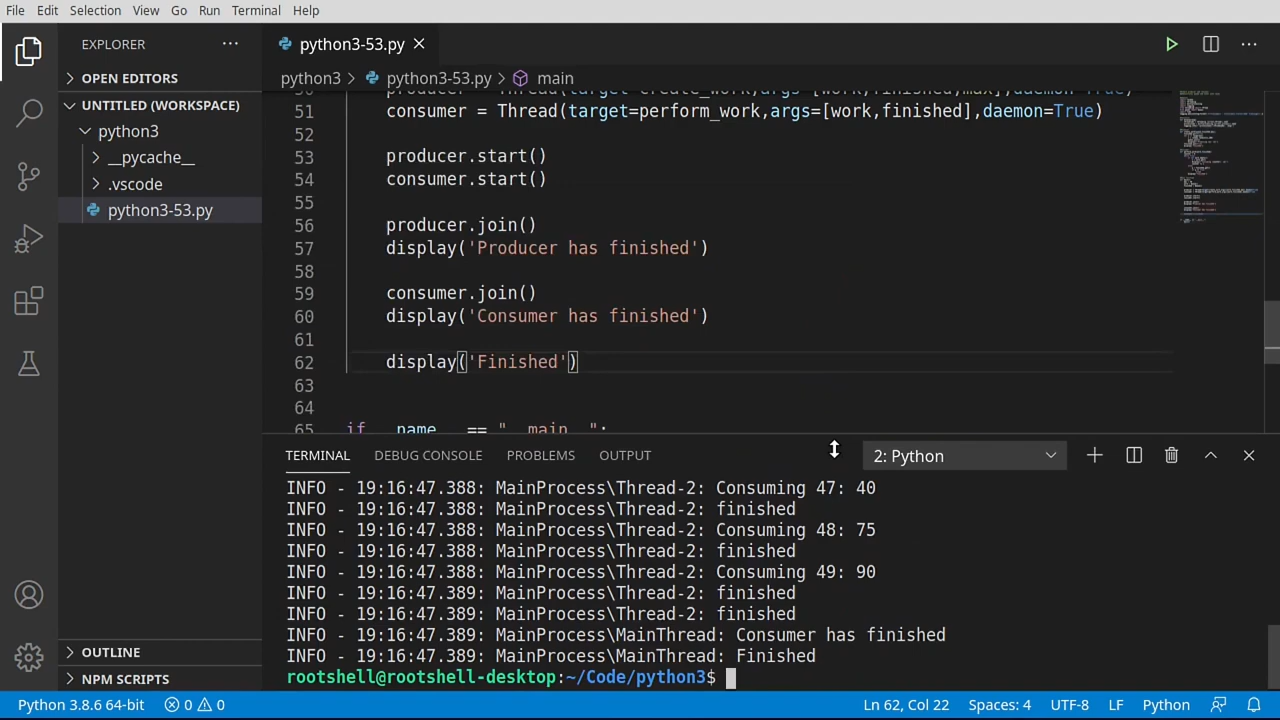 File Edit Selection View Go Run Terminal Help
EXPLORER
python3-53.py
OPEN EDITORS
python3 > python3-53.py > main
UNTITLED (WORKSPACE)
python3
__pycache__
.vscode
python3-53.py
51 consumer = Thread(target=perform_work,args=[work,finished],daemon=True)
52
53 producer.start()
54 consumer.start()
55
56 producer.join()
57 display('Producer has finished')
58
59 consumer.join()
60 display('Consumer has finished')
61
62 display('Finished')
63
64
65 if __name__ == "__main__":
TERMINAL DEBUG CONSOLE PROBLEMS OUTPUT 2: Python
INFO - 19:16:47.388: MainProcess\Thread-2: Consuming 47: 40
INFO - 19:16:47.388: MainProcess\Thread-2: finished
INFO - 19:16:47.388: MainProcess\Thread-2: Consuming 48: 75
INFO - 19:16:47.388: MainProcess\Thread-2: finished
INFO - 19:16:47.388: MainProcess\Thread-2: Consuming 49: 90
INFO - 19:16:47.389: MainProcess\Thread-2: finished
INFO - 19:16:47.389: MainProcess\Thread-2: finished
INFO - 19:16:47.389: MainProcess\MainThread: Consumer has finished
INFO - 19:16:47.389: MainProcess\MainThread: Finished
rootshell@rootshell-desktop:~/Code/python3$
OUTLINE
NPM SCRIPTS
Python 3.8.6 64-bit 0 0 Ln 62, Col 22 Spaces: 4 UTF-8 LF Python